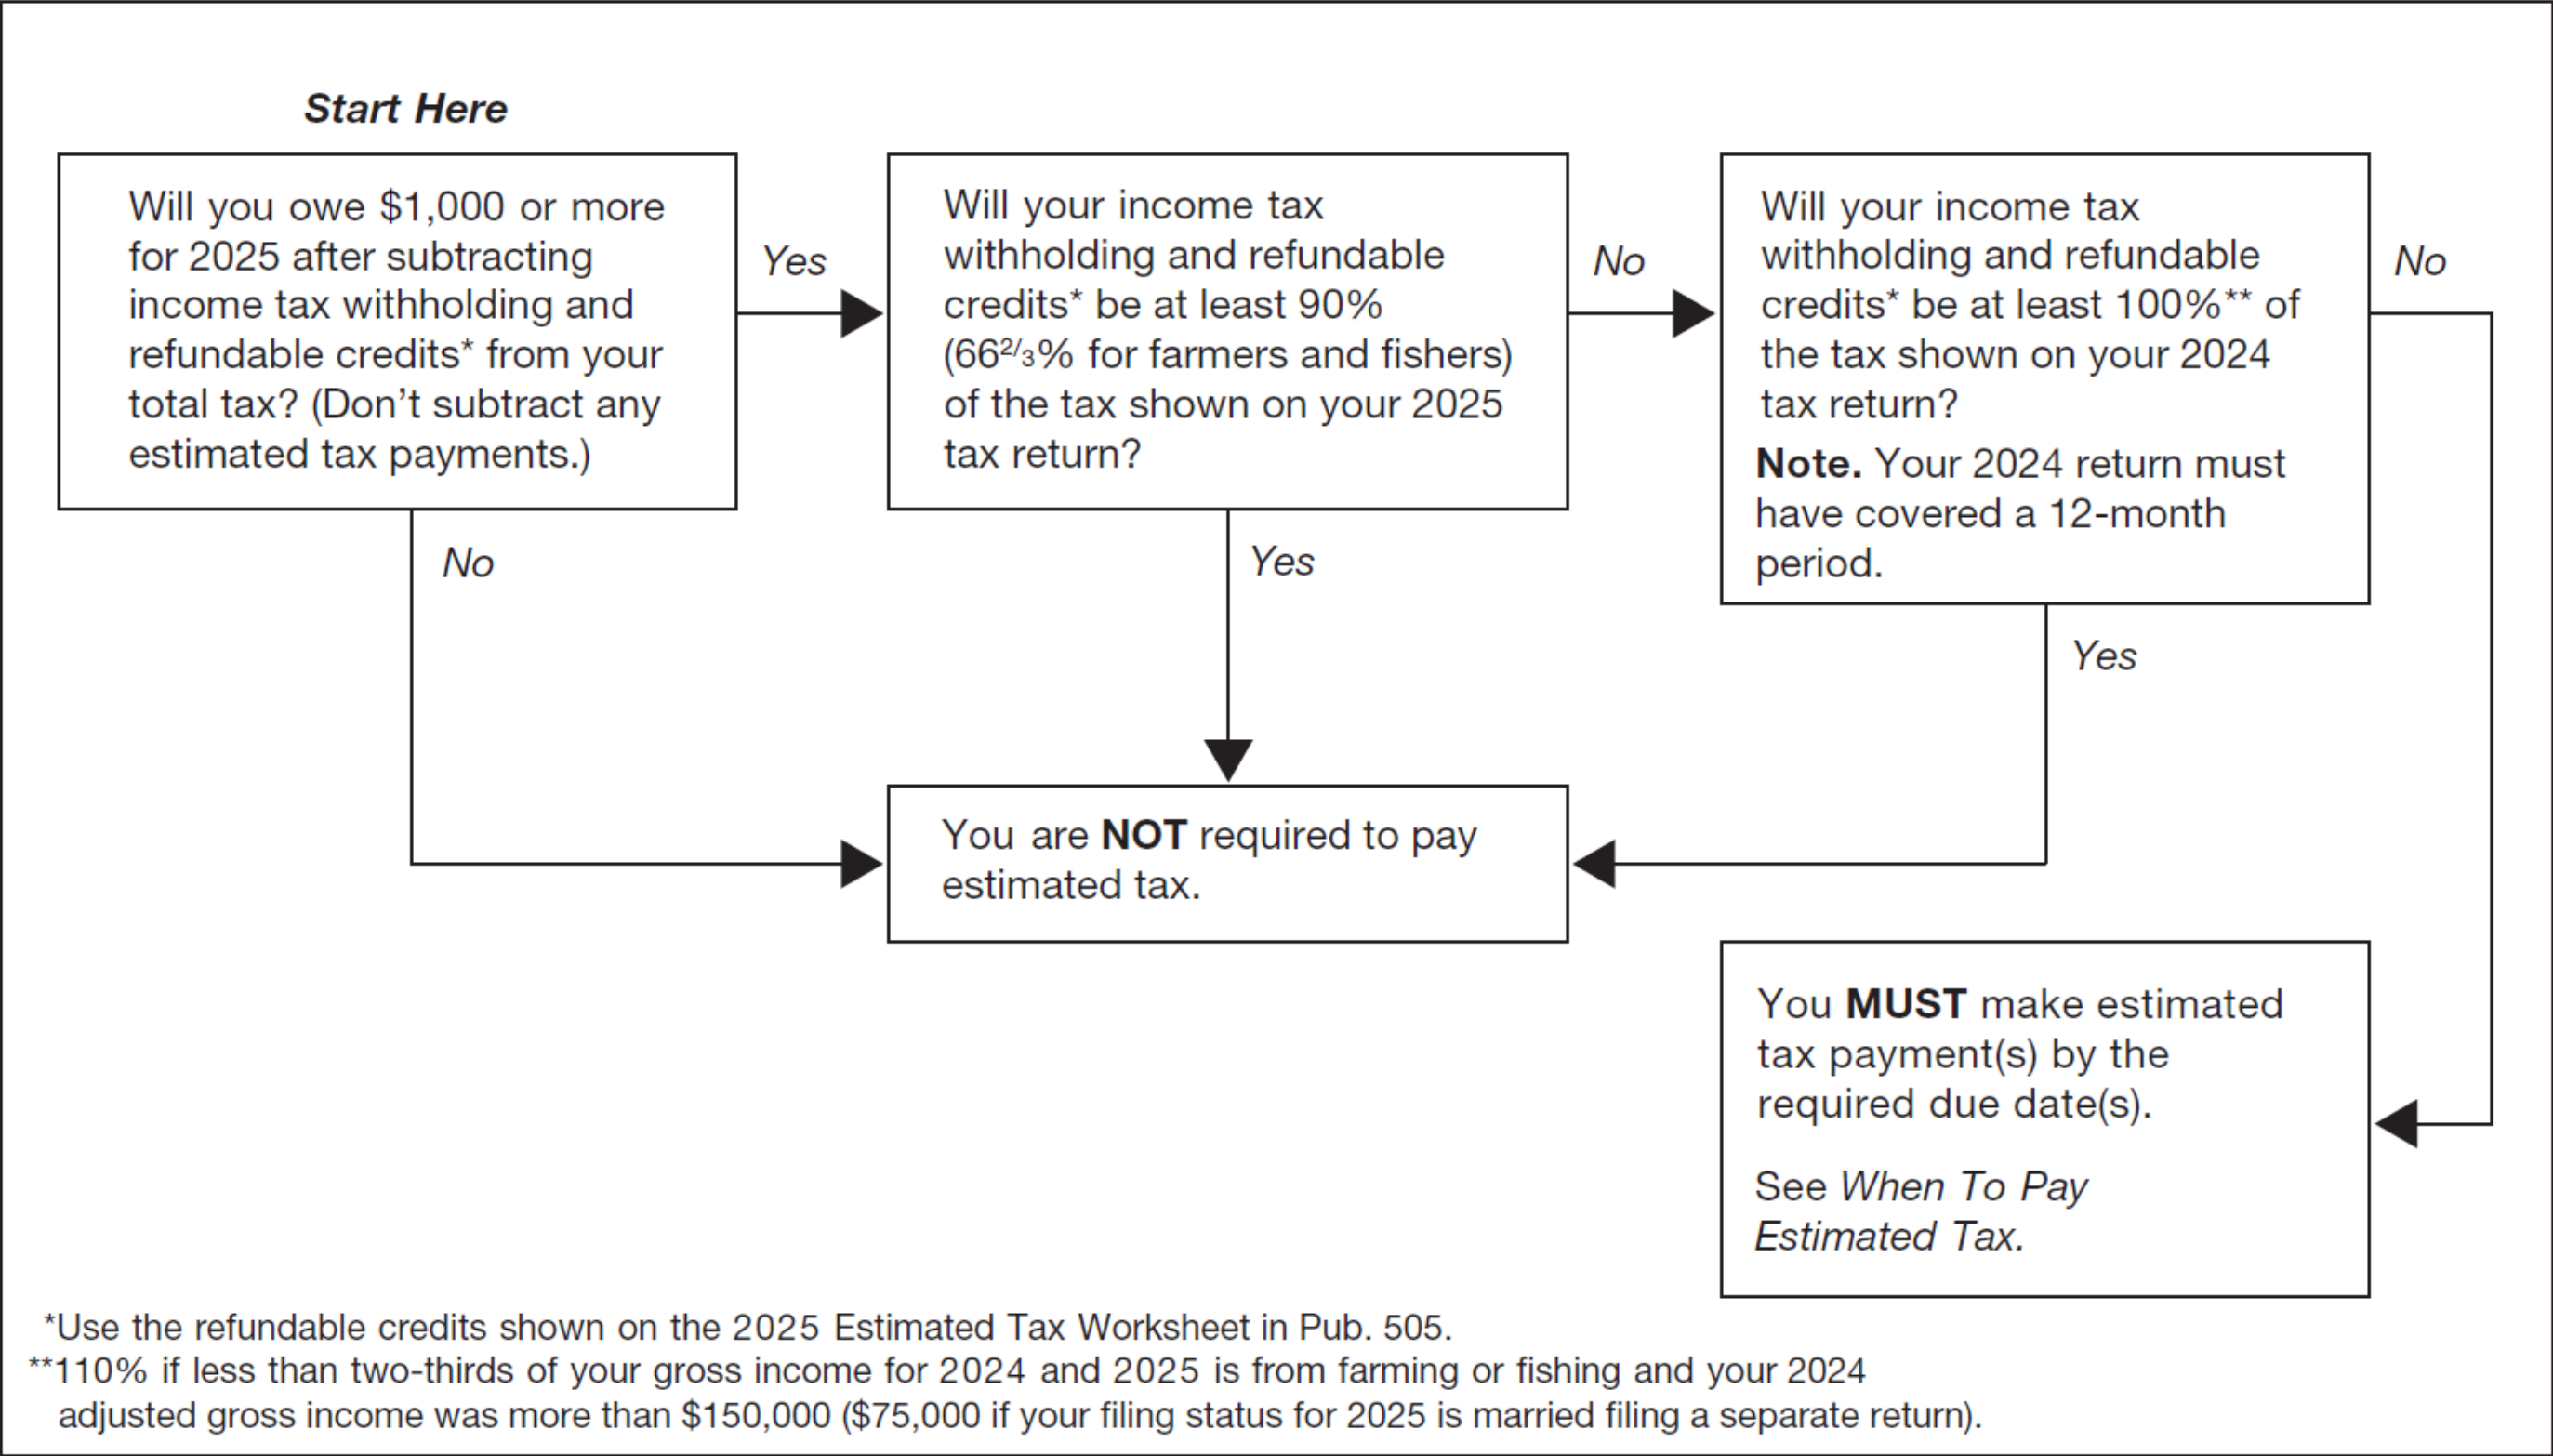 Start Here
Will you owe $1,000 or more
for 2025 after subtracting
income tax withholding and
refundable credits* from your
total tax? (Don’t subtract any
estimated tax payments.)
Yes
No
Will your income tax
withholding and refundable
credits* be at least 90%
(66²/₃% for farmers and fishers)
of the tax shown on your 2025
tax return?
No
Yes
Will your income tax
withholding and refundable
credits* be at least 100%** of
the tax shown on your 2024
tax return?
Note. Your 2024 return must
have covered a 12-month
period.
No
Yes
You are NOT required to pay
estimated tax.
You MUST make estimated
tax payment(s) by the
required due date(s).
See When To Pay
Estimated Tax.
*Use the refundable credits shown on the 2025 Estimated Tax Worksheet in Pub. 505.
**110% if less than two-thirds of your gross income for 2024 and 2025 is from farming or fishing and your 2024
adjusted gross income was more than $150,000 ($75,000 if your filing status for 2025 is married filing a separate return).